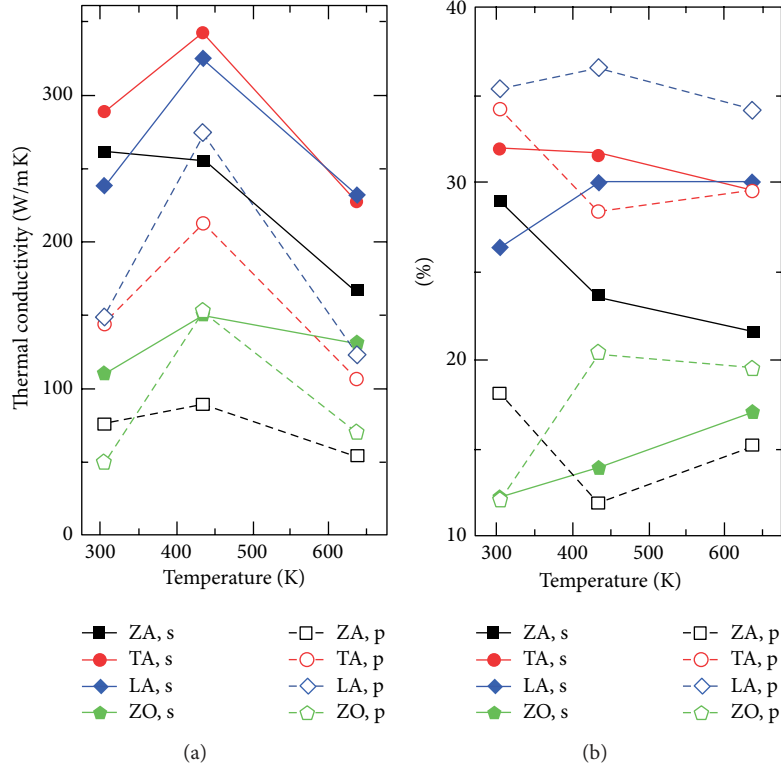 300
200
100
0
Thermal conductivity (W/m K)
300 400 500 600
Temperature (K)
ZA, s
TA, s
LA, s
ZO, s
ZA, p
TA, p
LA, p
ZO, p
(a)
40
30
20
10
(%)
300 400 500 600
Temperature (K)
ZA, s
TA, s
LA, s
ZO, s
ZA, p
TA, p
LA, p
ZO, p
(b)